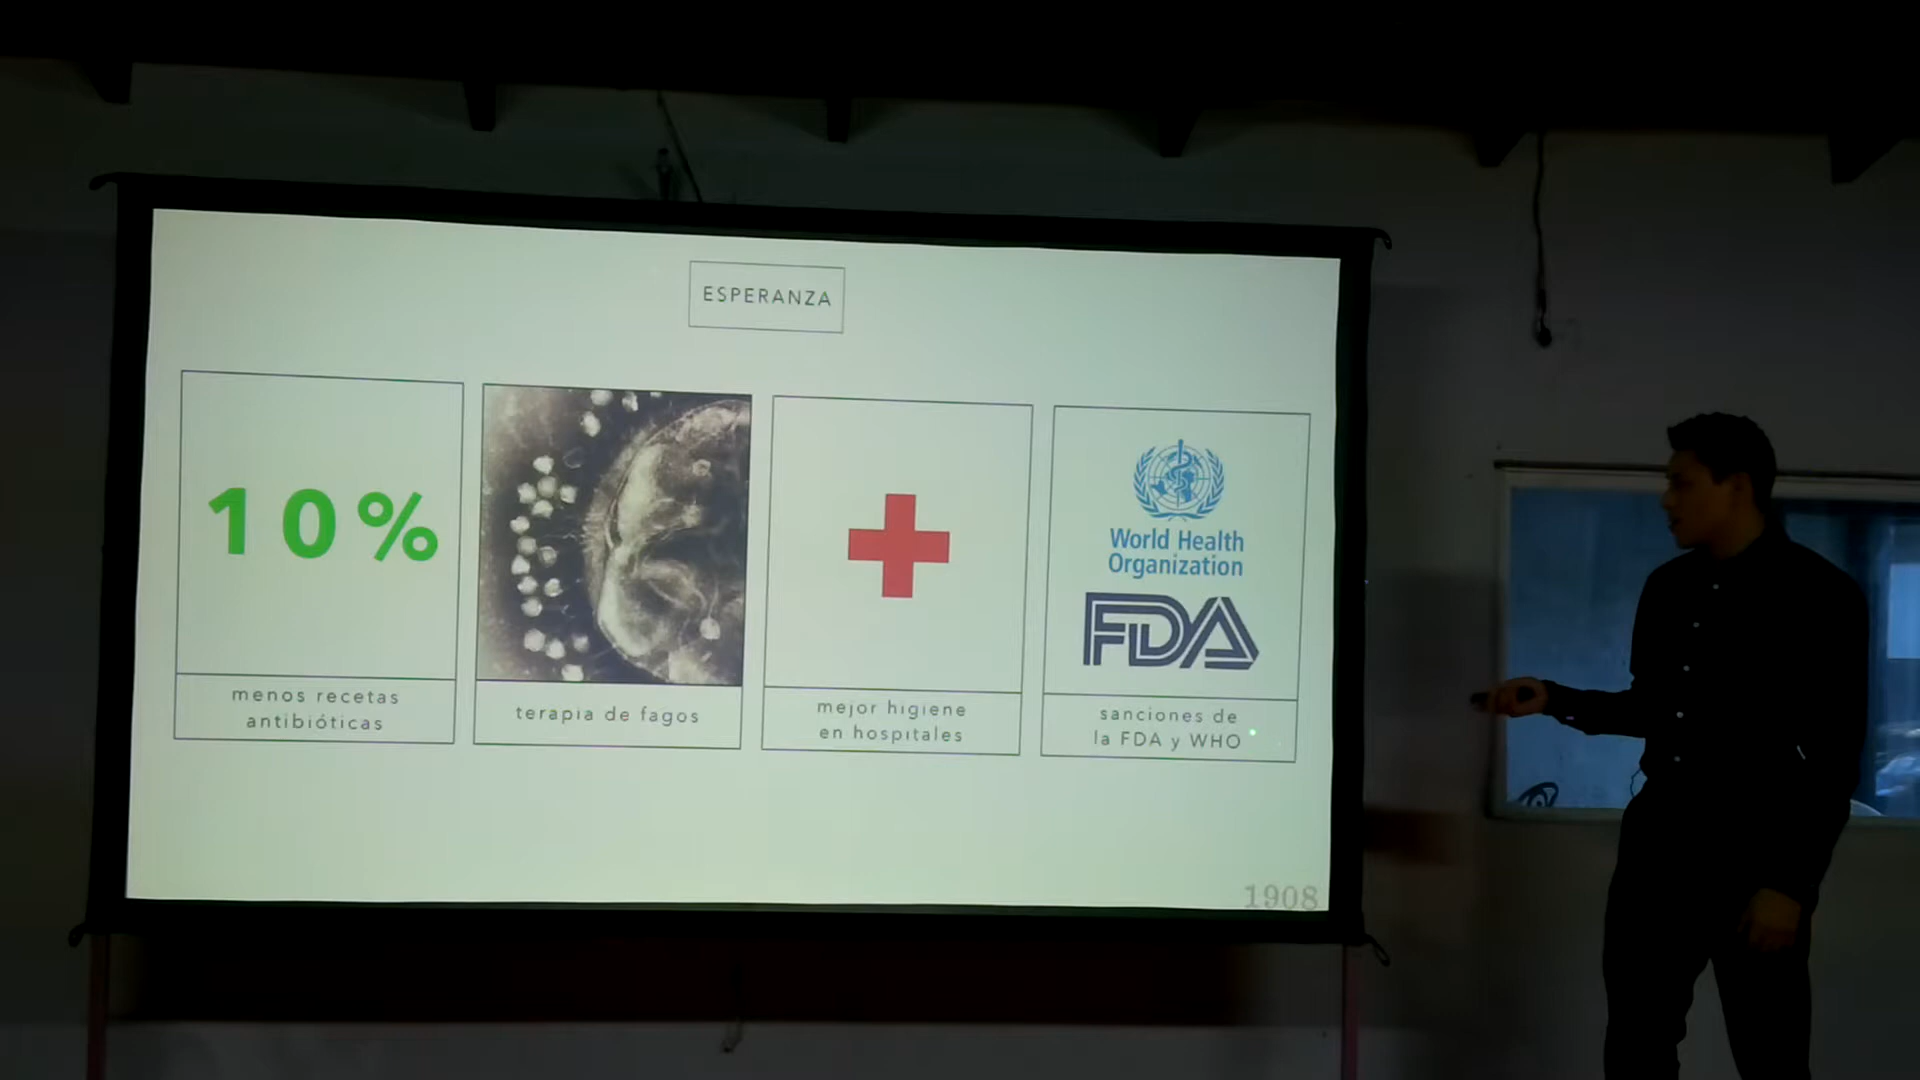 ESPERANZA
10%
menos recetas
antibióticas
terapia de fagos
mejor higiene
en hospitales
World Health
Organization
FDA
sanciones de
la FDA y WHO
1908